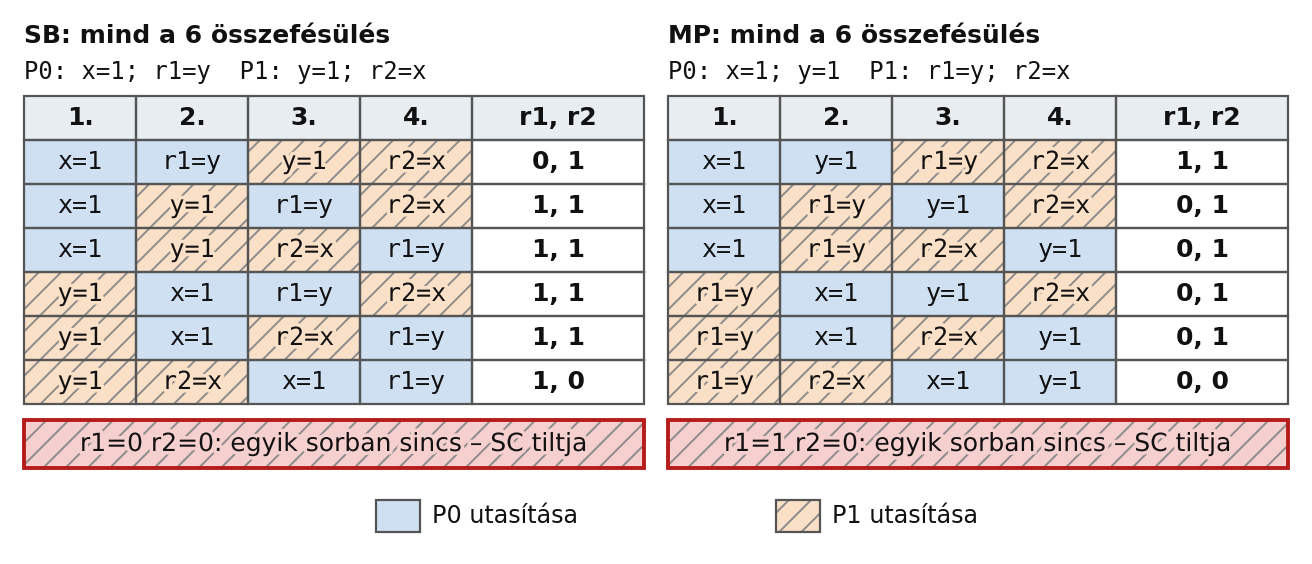 SB: mind a 6 összefésülés
P0: x=1; r1=y  P1: y=1; r2=x
1. 2. 3. 4. r1, r2
x=1 r1=y y=1 r2=x 0, 1
x=1 y=1 r1=y r2=x 1, 1
x=1 y=1 r2=x r1=y 1, 1
y=1 x=1 r1=y r2=x 1, 1
y=1 x=1 r2=x r1=y 1, 1
y=1 r2=x x=1 r1=y 1, 0
r1=0 r2=0: egyik sorban sincs – SC tiltja
MP: mind a 6 összefésülés
P0: x=1; y=1  P1: r1=y; r2=x
1. 2. 3. 4. r1, r2
x=1 y=1 r1=y r2=x 1, 1
x=1 r1=y y=1 r2=x 0, 1
x=1 r1=y r2=x y=1 0, 1
r1=y x=1 y=1 r2=x 0, 1
r1=y x=1 r2=x y=1 0, 1
r1=y r2=x x=1 y=1 0, 0
r1=1 r2=0: egyik sorban sincs – SC tiltja
P0 utasítása
P1 utasítása